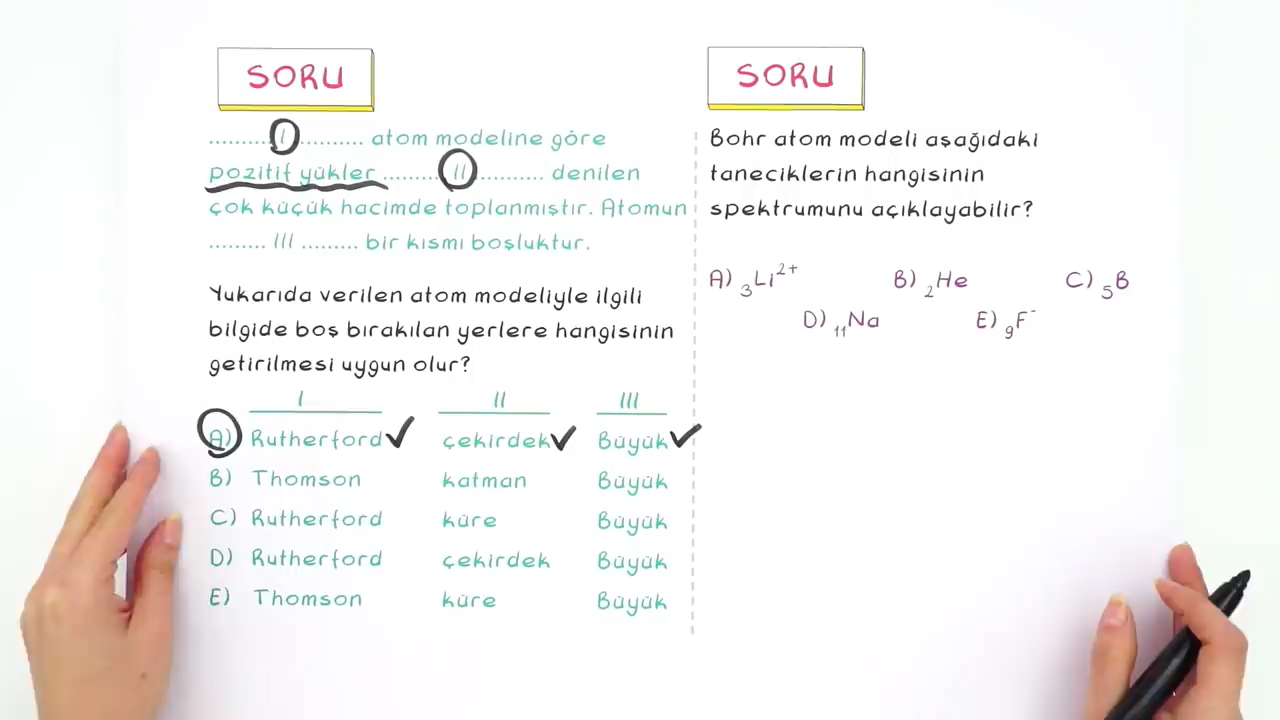 SORU
......... I ......... atom modeline göre
pozitif yükler ......... II ......... denilen
çok küçük hacimde toplanmıştır. Atomun
......... III ......... bir kısmı boşluktur.
Yukarıda verilen atom modeliyle ilgili
bilgide boş bırakılan yerlere hangisinin
getirilmesi uygun olur?
I II III
A) Rutherford çekirdek Büyük
B) Thomson katman Büyük
C) Rutherford küre Büyük
D) Rutherford çekirdek Büyük
E) Thomson küre Büyük
SORU
Bohr atom modeli aşağıdaki
taneciklerin hangisinin
spektrumunu açıklayabilir?
A) ₃Li²⁺ B) ₂He C) ₅B
D) ₁₁Na E) ₉F⁻